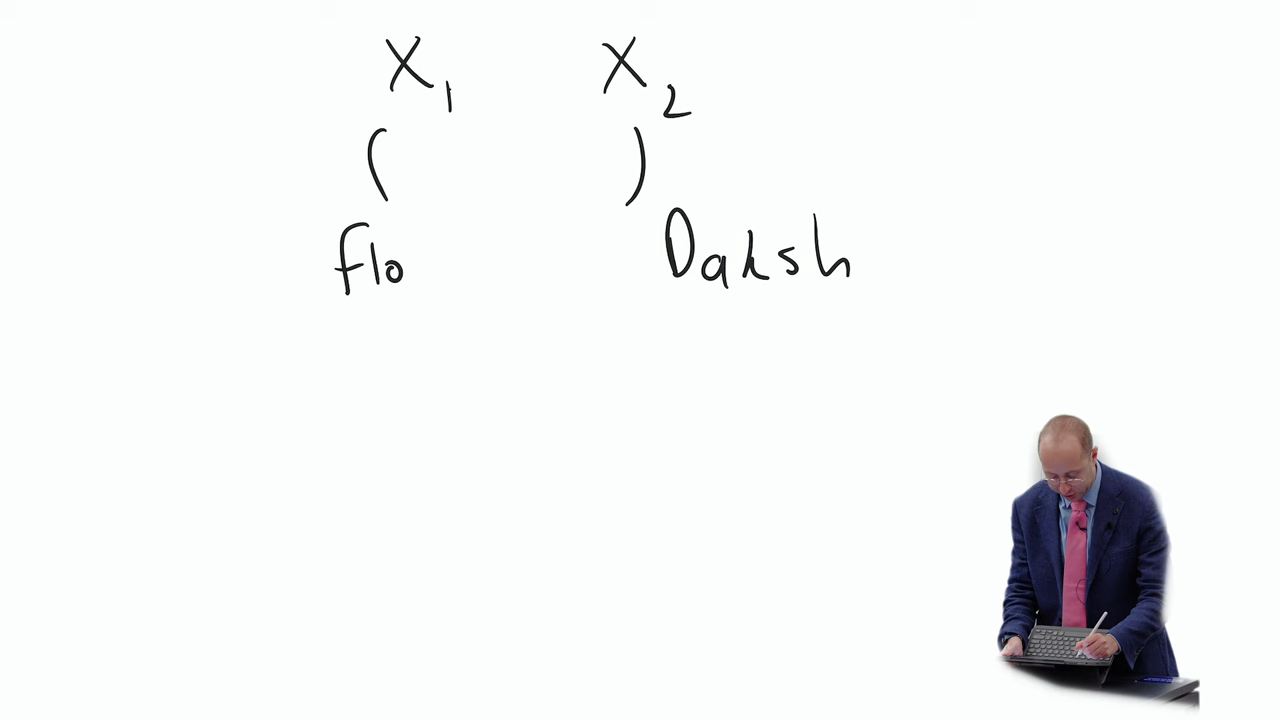 X₁ X₂
( )
Flo Daksh